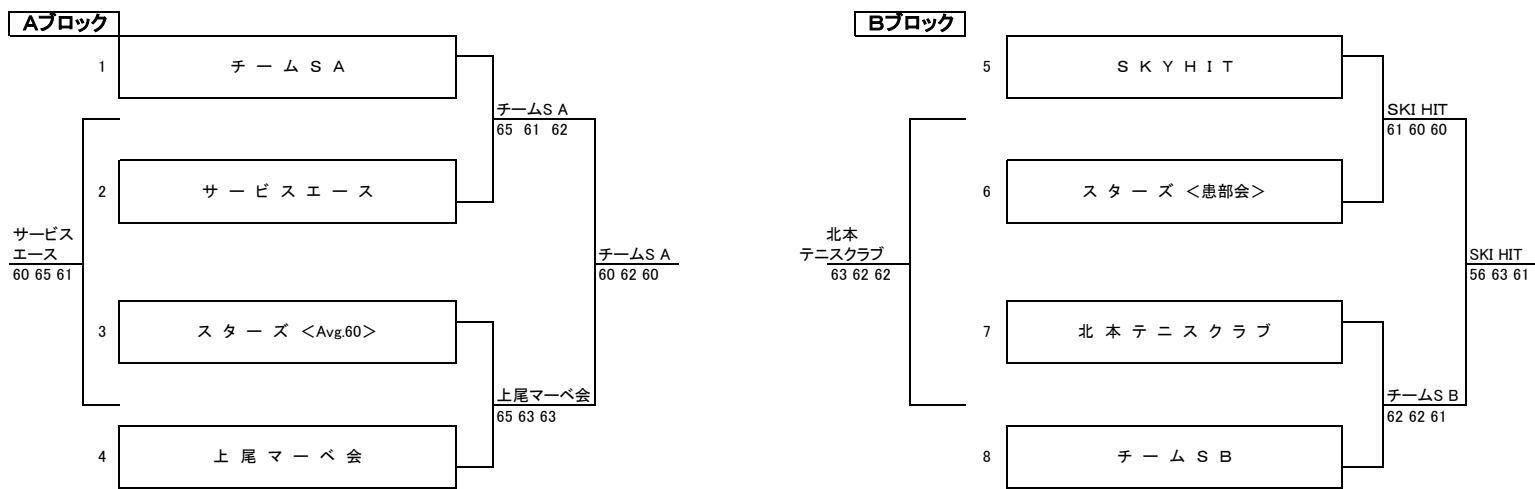 Aブロック
1 チームSA
チームS A
65 61 62
2 サービスエース
サービス
エース
60 65 61
チームS A
60 62 60
3 スターズ <Avg.60>
上尾マーベ会
65 63 63
4 上尾マーベ会
Bブロック
5 SKYHIT
SKI HIT
61 60 60
6 スターズ <患部会>
北本
テニスクラブ
63 62 62
SKI HIT
56 63 61
7 北本テニスクラブ
チームS B
62 62 61
8 チームSB